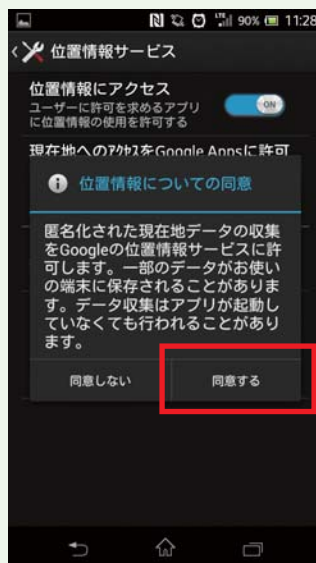 LTE 90% 11:28
位置情報サービス
位置情報にアクセス
ユーザーに許可を求めるアプリ
に位置情報の使用を許可する
ON
現在地へのｱｸｾｽをGoogle Appsに許可
位置情報についての同意
匿名化された現在地データの収集
をGoogleの位置情報サービスに許
可します。一部のデータがお使い
の端末に保存されることがありま
す。データ収集はアプリが起動し
ていなくても行われることがあり
ます。
同意しない 同意する